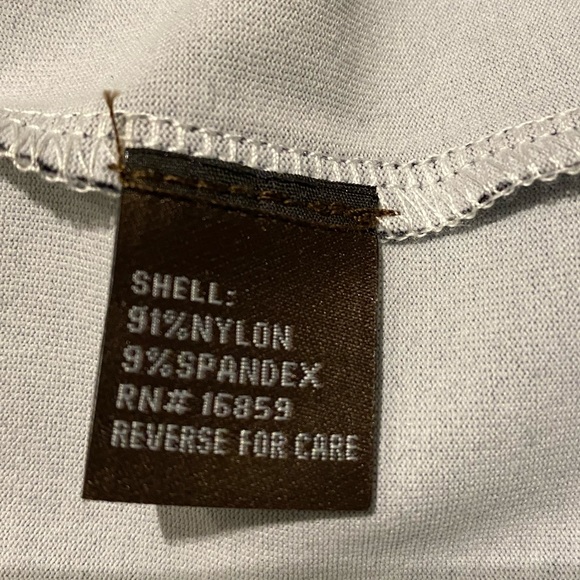 SHELL:
91%NYLON
9%SPANDEX
RN# 16859
REVERSE FOR CARE